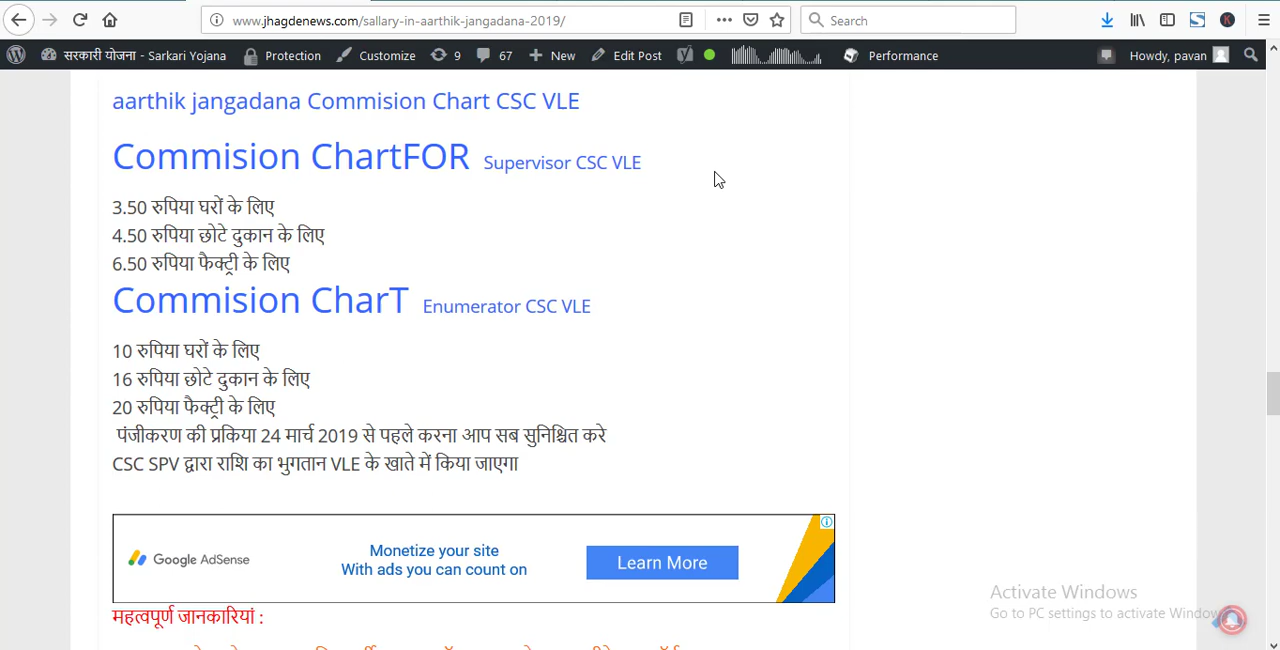 www.jhagdenews.com/sallary-in-aarthik-jangadana-2019/
Search
सरकारी योजना - Sarkari Yojana Protection Customize 9 67 New Edit Post Performance Howdy, pavan
aarthik jangadana Commision Chart CSC VLE
Commision ChartFOR Supervisor CSC VLE
3.50 रुपिया घरों के लिए
4.50 रुपिया छोटे दुकान के लिए
6.50 रुपिया फैक्ट्री के लिए
Commision CharT Enumerator CSC VLE
10 रुपिया घरों के लिए
16 रुपिया छोटे दुकान के लिए
20 रुपिया फैक्ट्री के लिए
पंजीकरण की प्रकिया 24 मार्च 2019 से पहले करना आप सब सुनिश्चित करे
CSC SPV द्वारा राशि का भुगतान VLE के खाते में किया जाएगा
Google AdSense
Monetize your site
With ads you can count on
Learn More
महत्वपूर्ण जानकारियां :
Activate Windows
Go to PC settings to activate Window